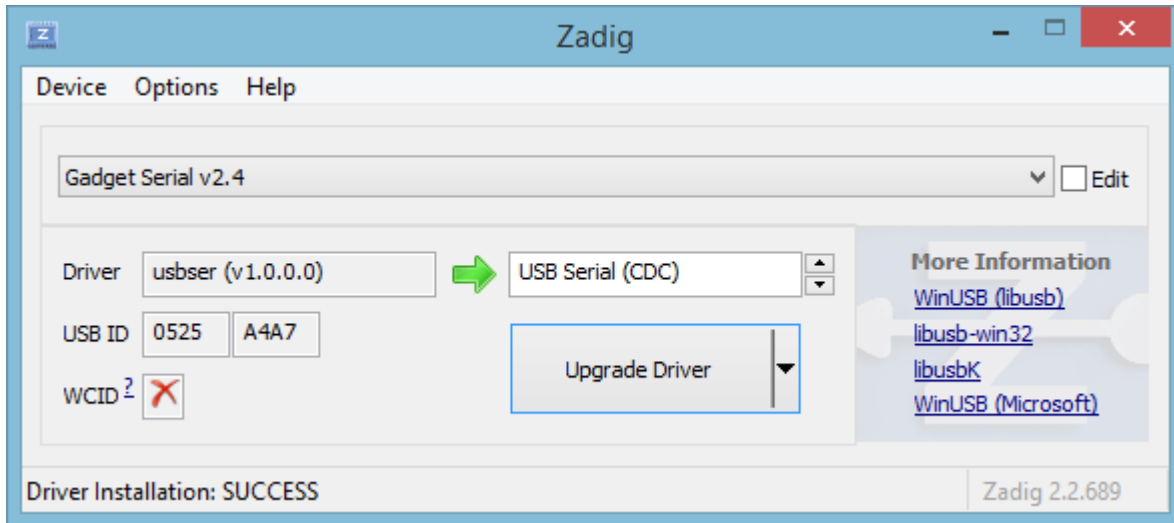 Zadig
Device Options Help
Gadget Serial v2.4
Edit
Driver usbser (v1.0.0.0) USB Serial (CDC)
USB ID 0525 A4A7
WCID ?
Upgrade Driver
More Information
WinUSB (libusb)
libusb-win32
libusbK
WinUSB (Microsoft)
Driver Installation: SUCCESS
Zadig 2.2.689